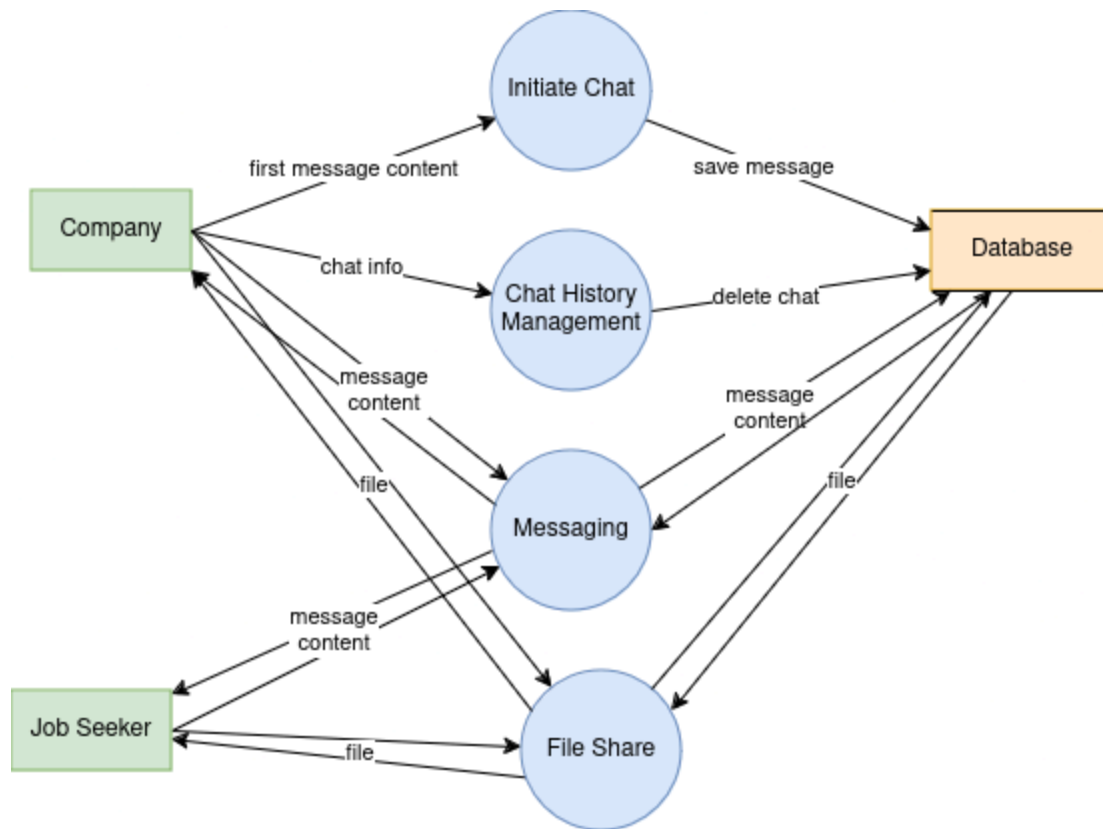 Initiate Chat
first message content
save message
Company
Database
chat info
Chat History
Management
delete chat
message
content
message
content
file
file
Messaging
message
content
Job Seeker
file
File Share